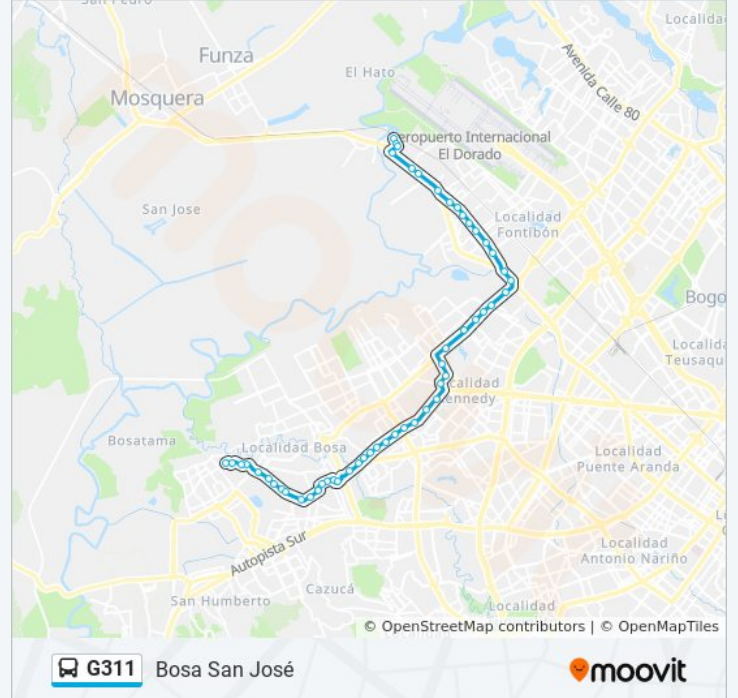 San Pedro
Localidad
Funza
Avenida Calle 80
El Hato
Mosquera
Aeropuerto Internacional
El Dorado
San Jose
Localidad
Fontibón
Bogo
Localida
Teusaqu
Localidad
Kennedy
Bosatama
Localidad Bosa
Localidad
Puente Aranda
Autopista Sur
Localidad
Antonio Nariño
Cazucá
San Humberto
Localidad
© OpenStreetMap contributors | © OpenMapTiles
G311
Bosa San José
moovit